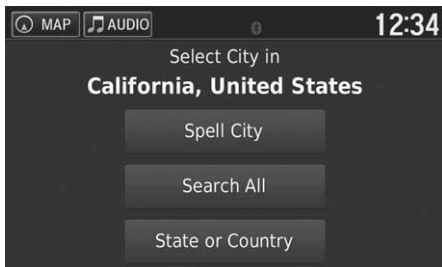 MAP AUDIO 12:34
Select City in
California, United States
Spell City
Search All
State or Country